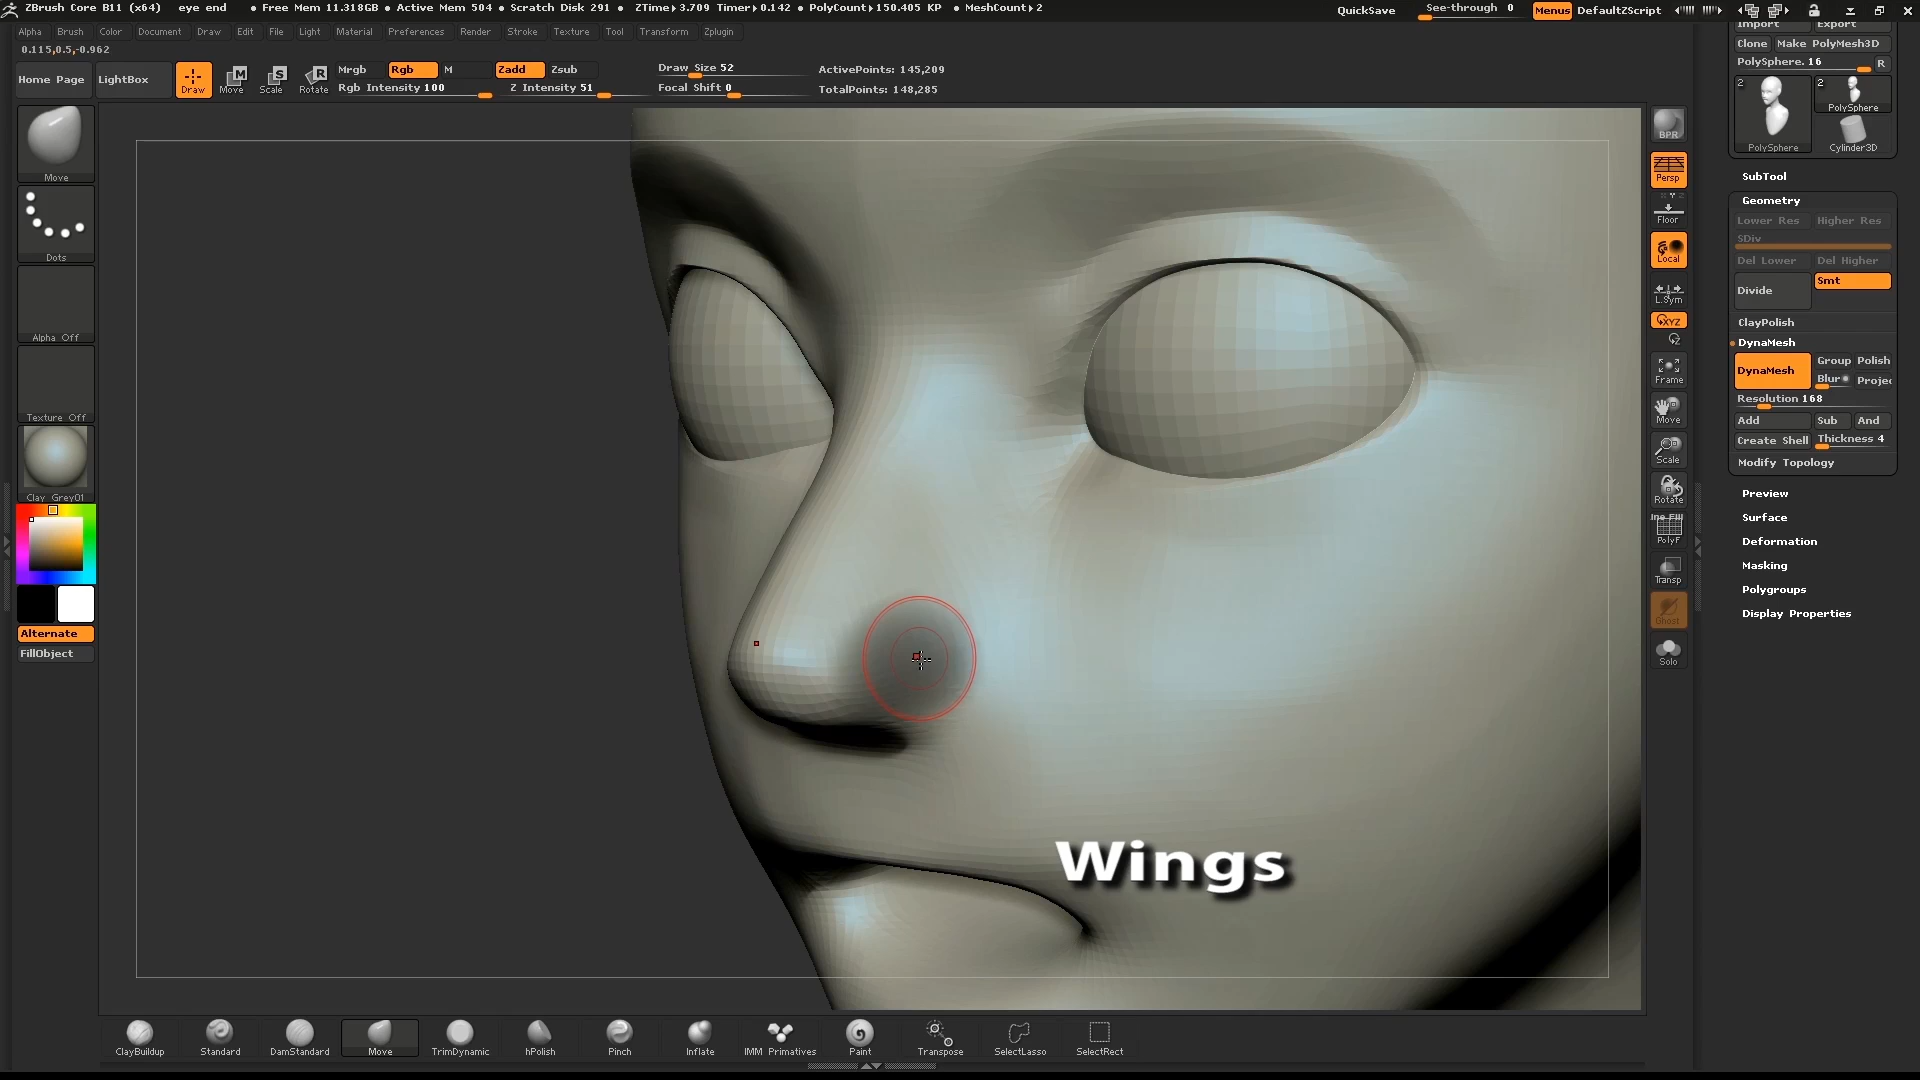 ZBrush Core B11 (x64) eye end • Free Mem 11.318GB • Active Mem 504 • Scratch Disk 291 • ZTime▸3.709 Timer▸0.142 • PolyCount▸150.405 KP • MeshCount▸2 QuickSave See-through 0 Menus DefaultZScript
Alpha Brush Color Document Draw Edit File Light Layer Material Preferences Render Stroke Texture Tool Transform Zplugin
0.115,0.5,-0.962
Home Page LightBox Draw Move Scale Rotate
Mrgb Rgb M Zadd Zsub
Rgb Intensity 100 Z Intensity 51
Draw Size 52
Focal Shift 0
ActivePoints: 145,209
TotalPoints: 148,285
Move
Dots
Alpha Off
Texture Off
Clay_Grey01
Alternate
FillObject
Wings
BPR
Persp
Floor
Local
L.Sym
XYZ
Frame
Move
Scale
Rotate
PolyF
Transp
Ghost
Solo
Import Export
Clone Make PolyMesh3D
PolySphere. 16 R
2 2
PolySphere
PolySphere
Cylinder3D
SubTool
Geometry
Lower Res Higher Res
SDiv
Del Lower Del Higher
Divide Smt
ClayPolish
DynaMesh
DynaMesh Group Polish
Blur Projec
Resolution 168
Add Sub And
Create Shell Thickness 4
Modify Topology
Preview
Surface
Deformation
Masking
Polygroups
Display Properties
ClayBuildup Standard DamStandard Move TrimDynamic hPolish Pinch Inflate IMM Primitives Paint Transpose SelectLasso SelectRect